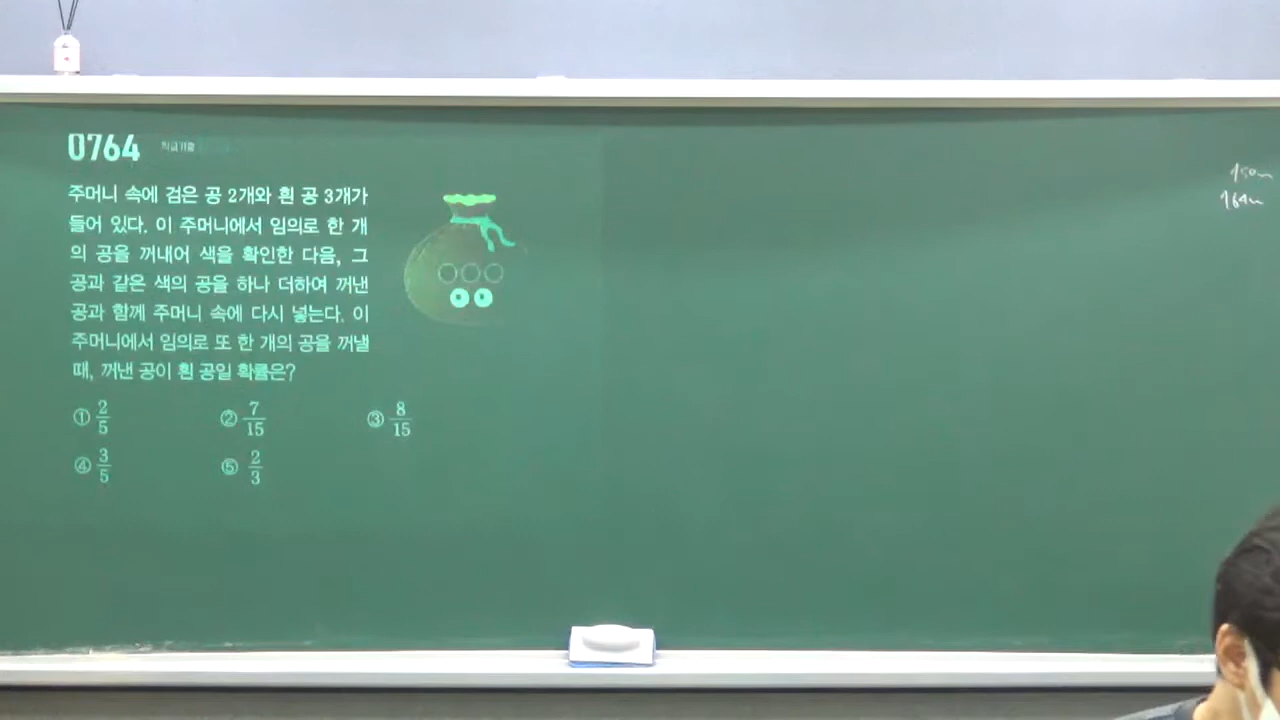 0764
주머니 속에 검은 공 2개와 흰 공 3개가
들어 있다. 이 주머니에서 임의로 한 개
의 공을 꺼내어 색을 확인한 다음, 그
공과 같은 색의 공을 하나 더하여 꺼낸
공과 함께 주머니 속에 다시 넣는다. 이
주머니에서 임의로 또 한 개의 공을 꺼낼
때, 꺼낸 공이 흰 공일 확률은?
① 2/5 ② 7/15 ③ 8/15
④ 3/5 ⑤ 2/3